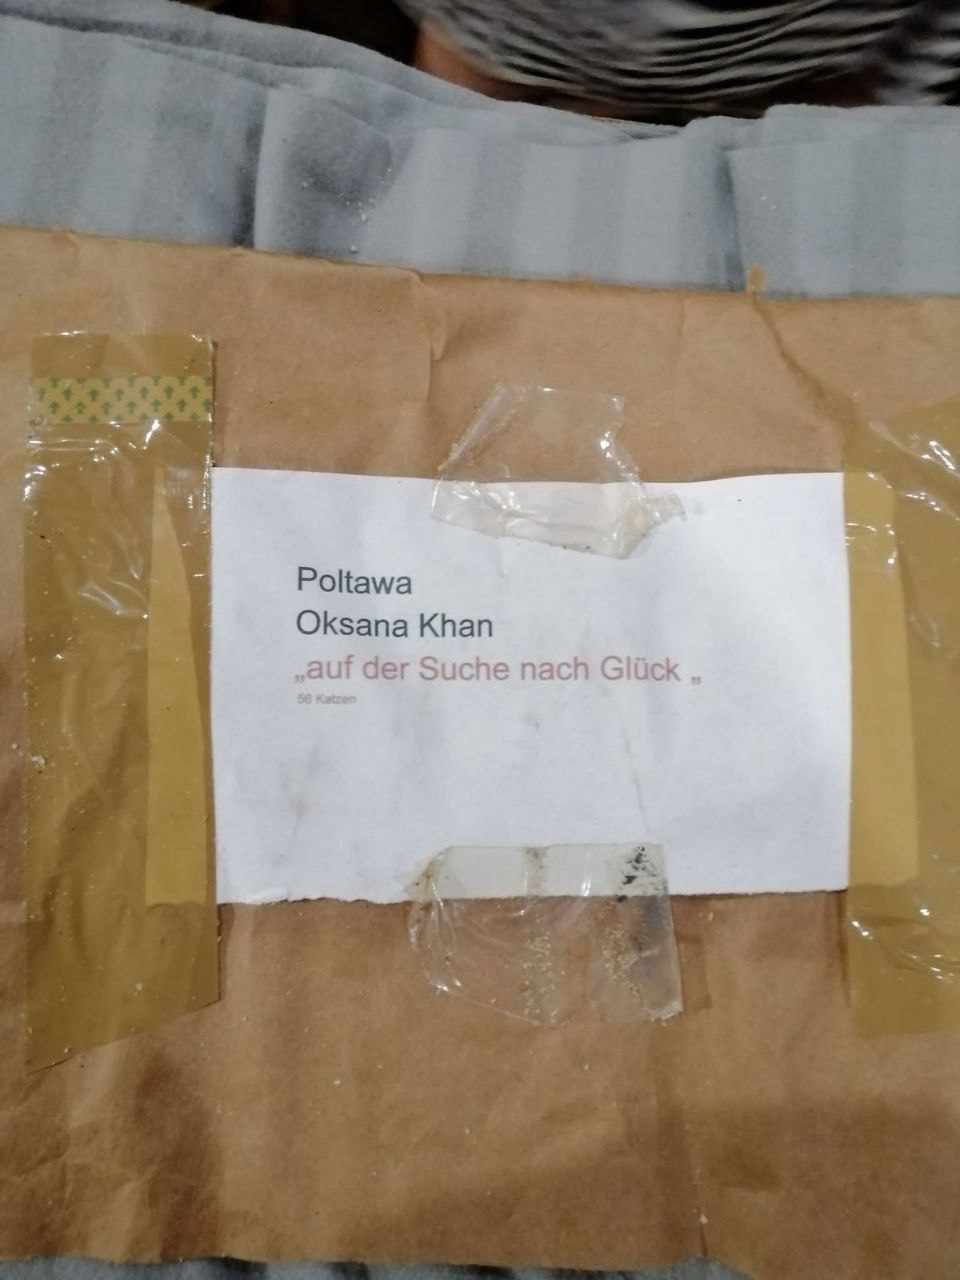 Poltawa
Oksana Khan
„auf der Suche nach Glück „
56 Katzen